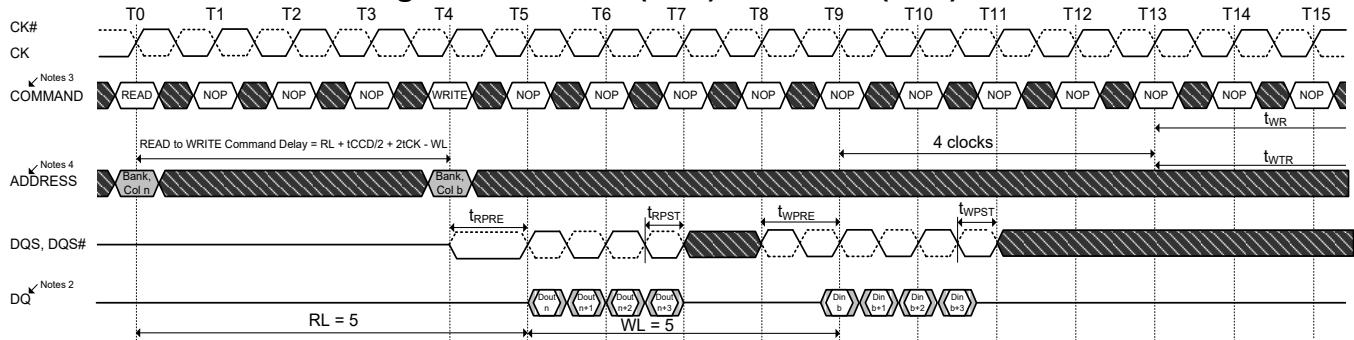 T0 T1 T2 T3 T4 T5 T6 T7 T8 T9 T10 T11 T12 T13 T14 T15
CK#
CK
Notes 3
COMMAND READ NOP NOP NOP WRITE NOP NOP NOP NOP NOP NOP NOP NOP NOP NOP NOP
tWR
READ to WRITE Command Delay = RL + tCCD/2 + 2tCK - WL
4 clocks
tWTR
Notes 4
ADDRESS
Bank, Col n
Bank, Col b
tRPRE tRPST tWPRE tWPST
DQS, DQS#
Notes 2
DQ
Dout n
Dout n+1
Dout n+2
Dout n+3
Din b
Din b+1
Din b+2
Din b+3
RL = 5 WL = 5